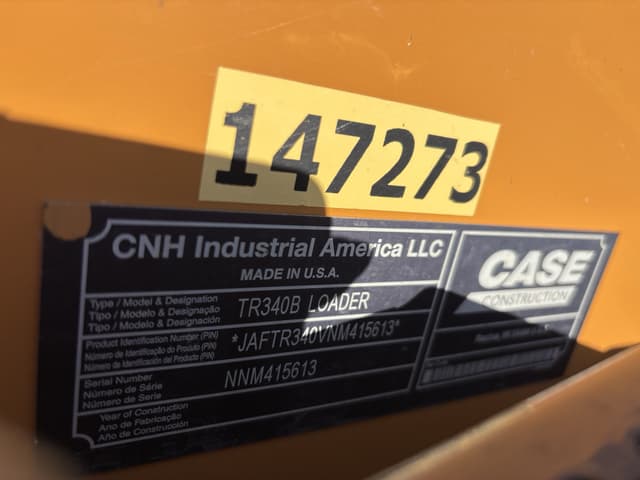 147273
CNH Industrial America LLC
MADE IN U.S.A.
Type / Model & Designation
Tipo / Modelo & Designação
Tipo / Modelo & Designación
TR340B LOADER
Product Identification Number (PIN)
Número de Identificação do Produto (PIN)
Número de Identificación de Producto (PIN)
*JAFTR340VNM415613*
Serial Number
Número de Série
Número de Série
NNM415613
Year of Construction
Ano de Fabricação
Año de Construcción
CASE
CONSTRUCTION